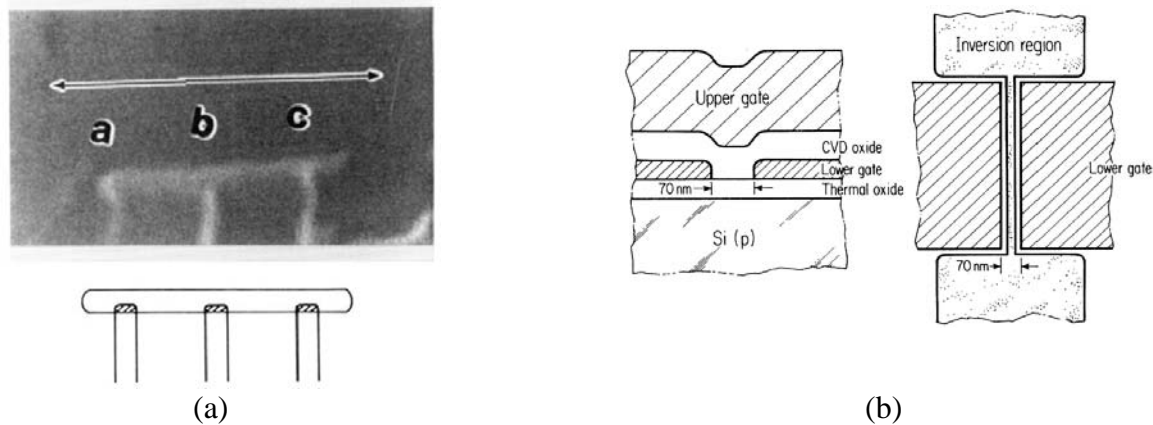 a b c
(a)
Upper gate
CVD oxide
Lower gate
70 nm
Thermal oxide
Si (p)
Inversion region
Lower gate
70 nm
(b)